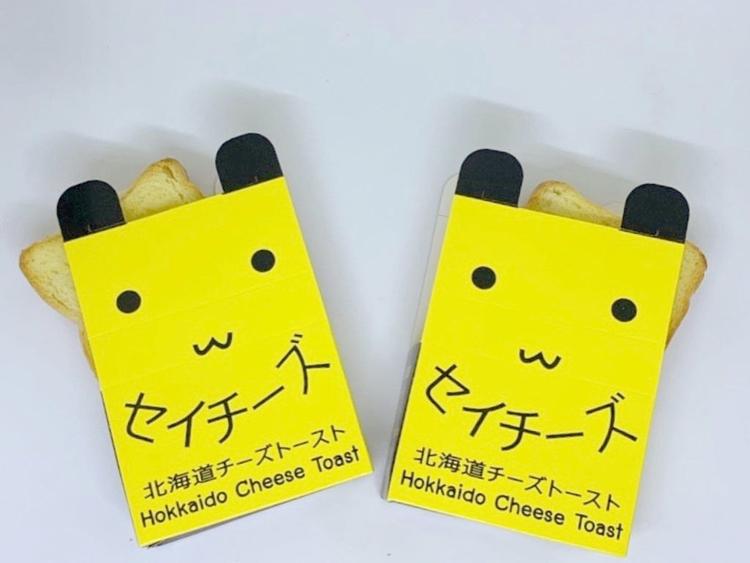 セイチーズ
北海道チーズトースト
Hokkaido Cheese Toast
セイチーズ
北海道チーズトースト
Hokkaido Cheese Toast